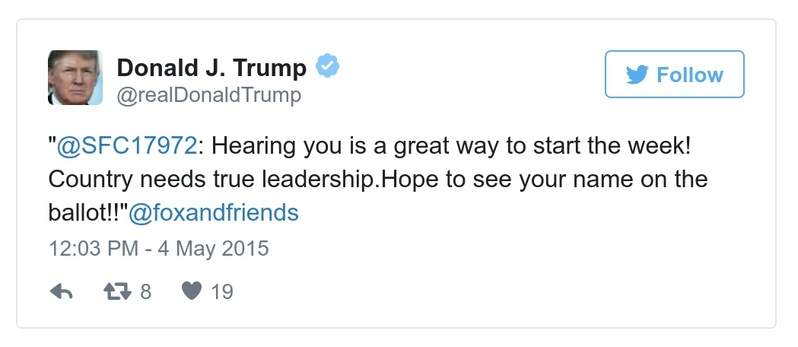 Donald J. Trump
@realDonaldTrump
Follow
"@SFC17972: Hearing you is a great way to start the week!
Country needs true leadership.Hope to see your name on the
ballot!!"@foxandfriends
12:03 PM - 4 May 2015
8 19